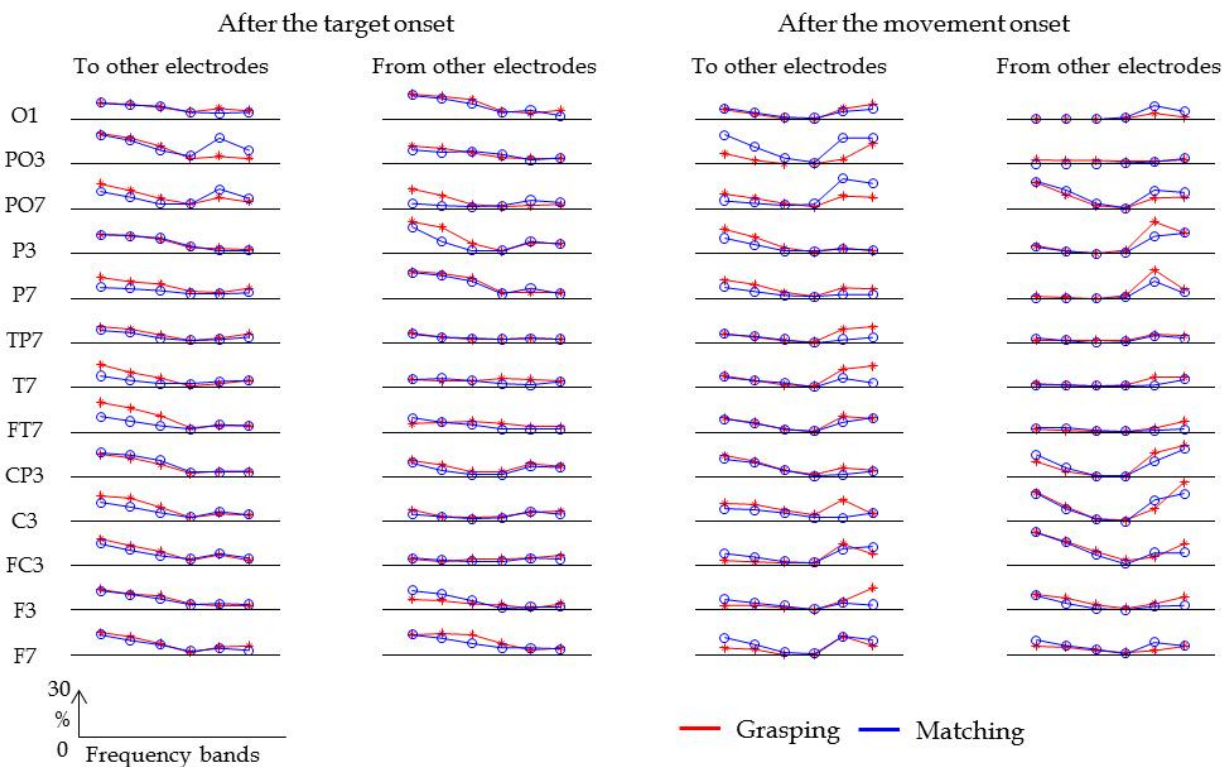 After the target onset
After the movement onset
To other electrodes
From other electrodes
To other electrodes
From other electrodes
O1
PO3
PO7
P3
P7
TP7
T7
FT7
CP3
C3
FC3
F3
F7
30
%
0
Frequency bands
Grasping
Matching